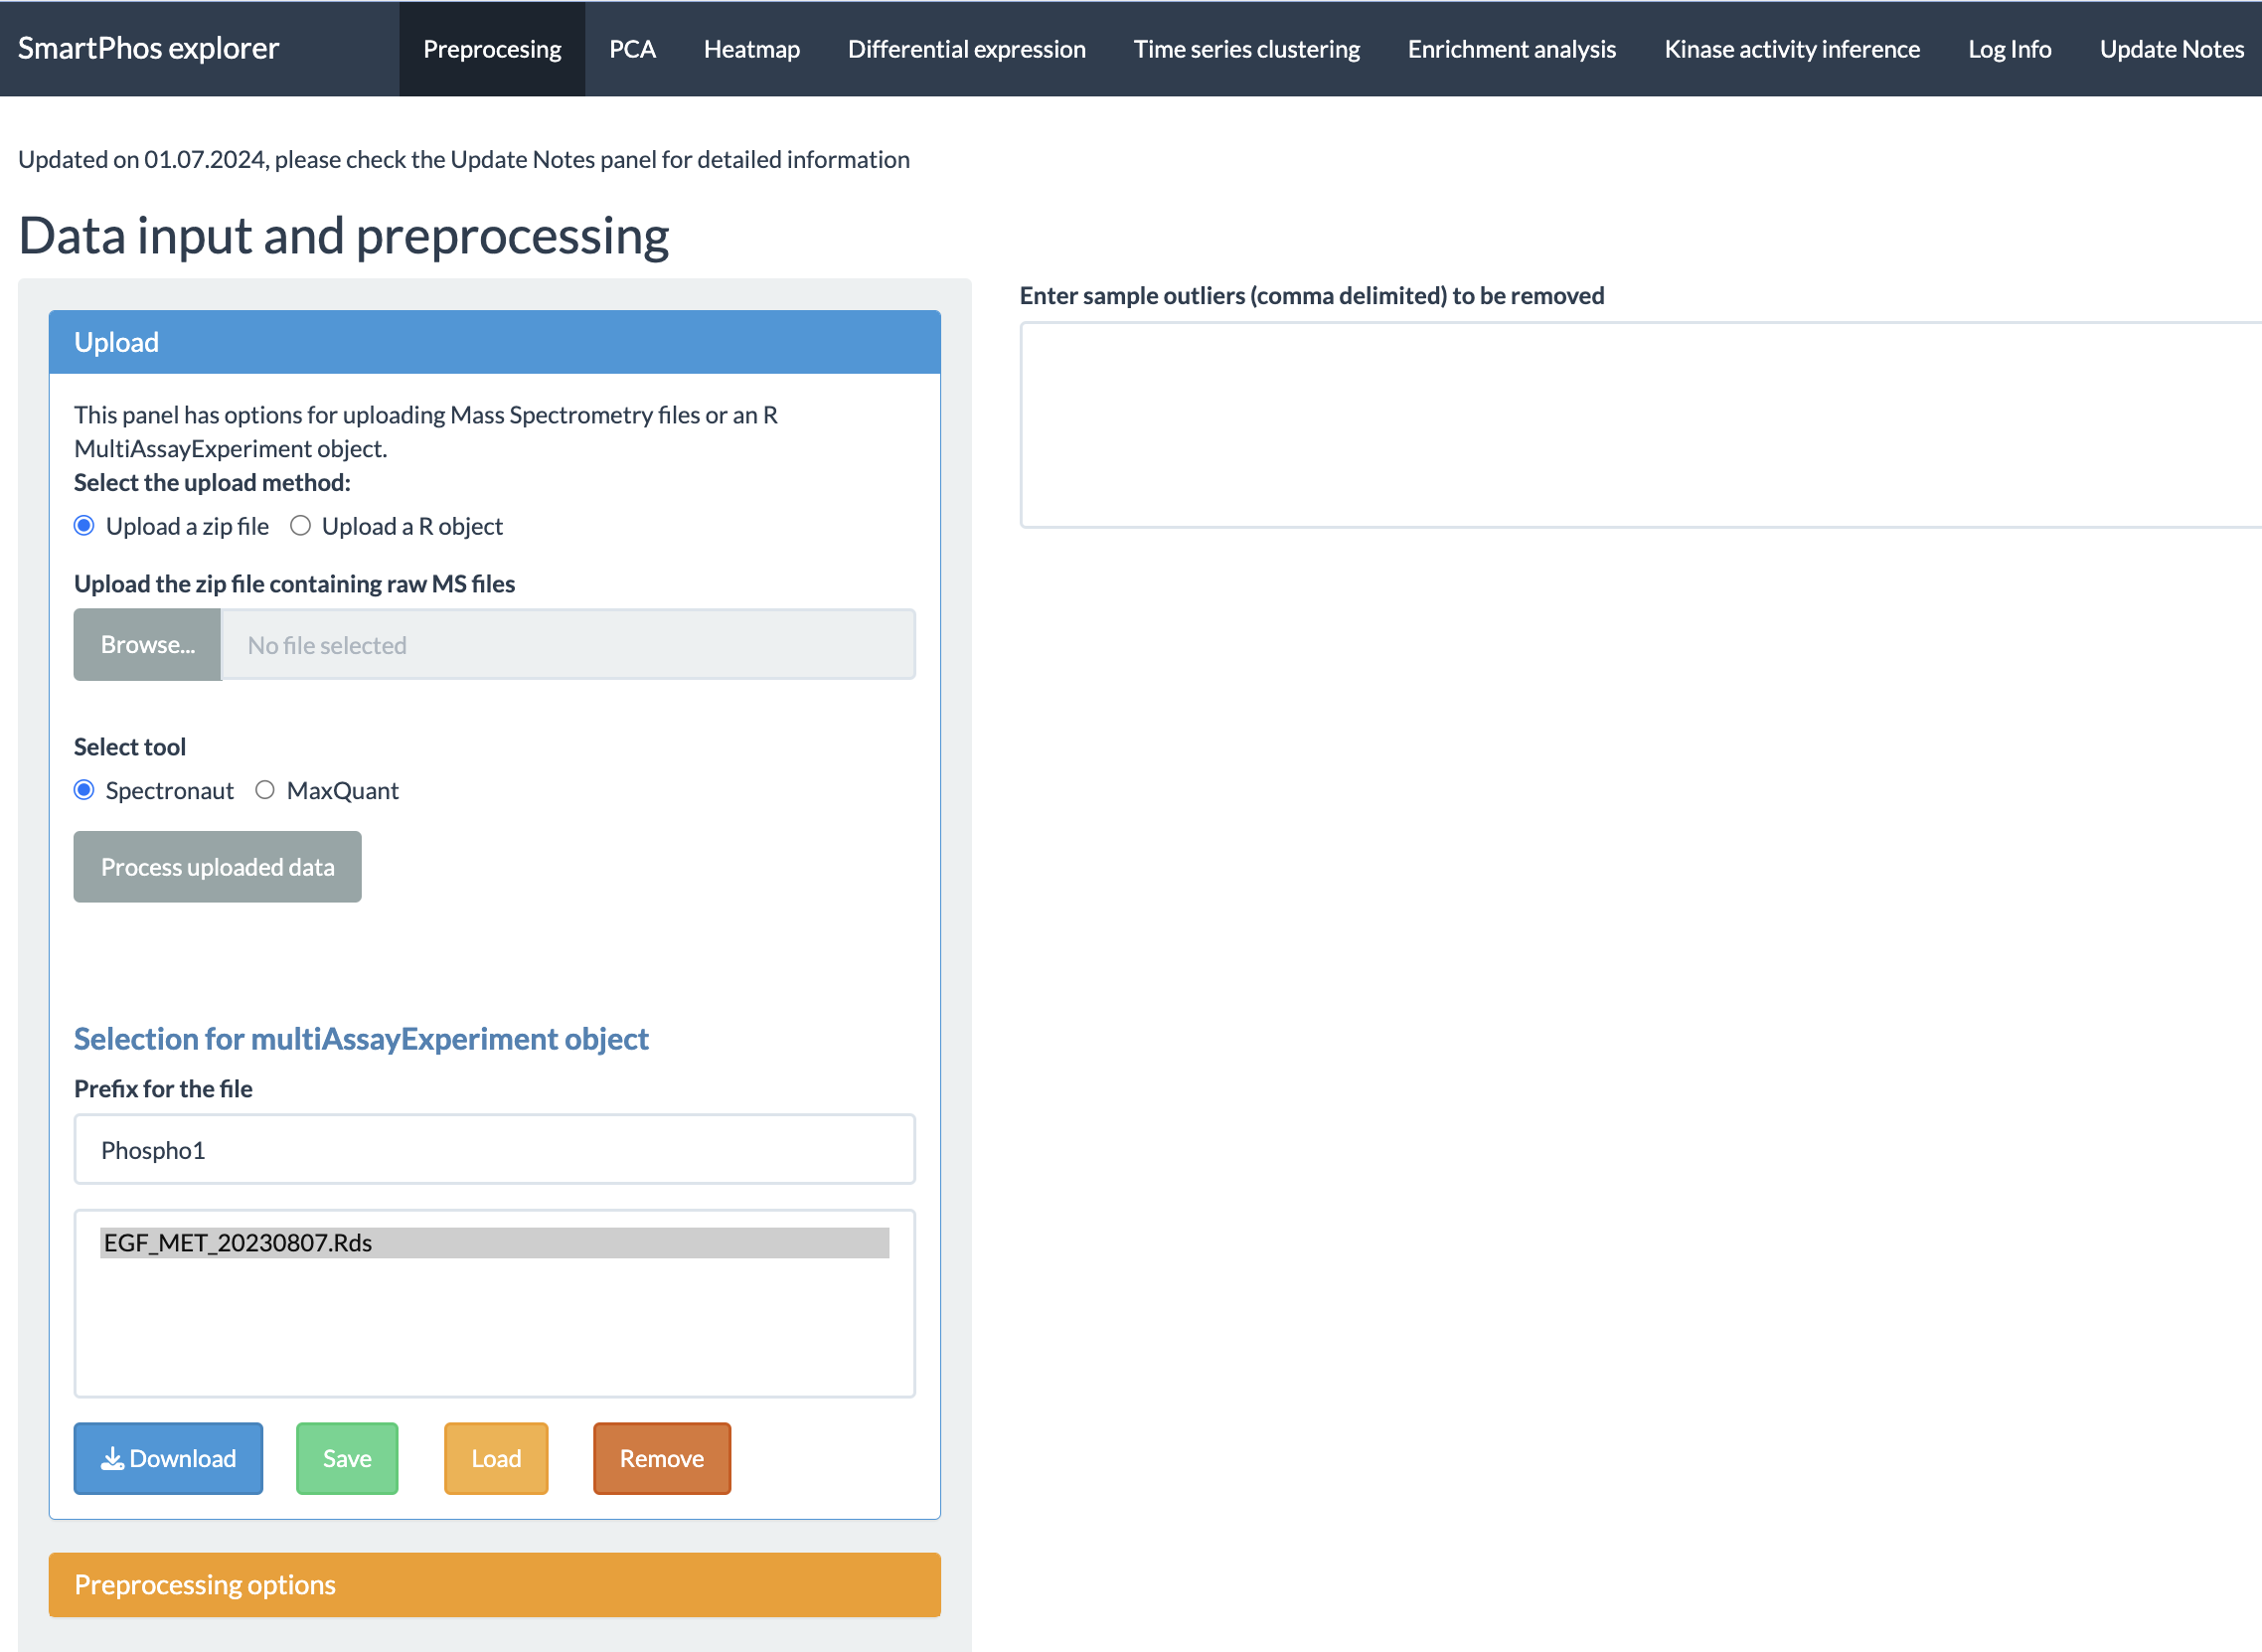 SmartPhos explorer
Preprocesing
PCA
Heatmap
Differential expression
Time series clustering
Enrichment analysis
Kinase activity inference
Log Info
Update Notes
Updated on 01.07.2024, please check the Update Notes panel for detailed information
Data input and preprocessing
Upload
This panel has options for uploading Mass Spectrometry files or an R
MultiAssayExperiment object.
Select the upload method:
Upload a zip file
Upload a R object
Upload the zip file containing raw MS files
Browse...
No file selected
Select tool
Spectronaut
MaxQuant
Process uploaded data
Selection for multiAssayExperiment object
Prefix for the file
Phospho1
EGF_MET_20230807.Rds
Download
Save
Load
Remove
Preprocessing options
Enter sample outliers (comma delimited) to be removed